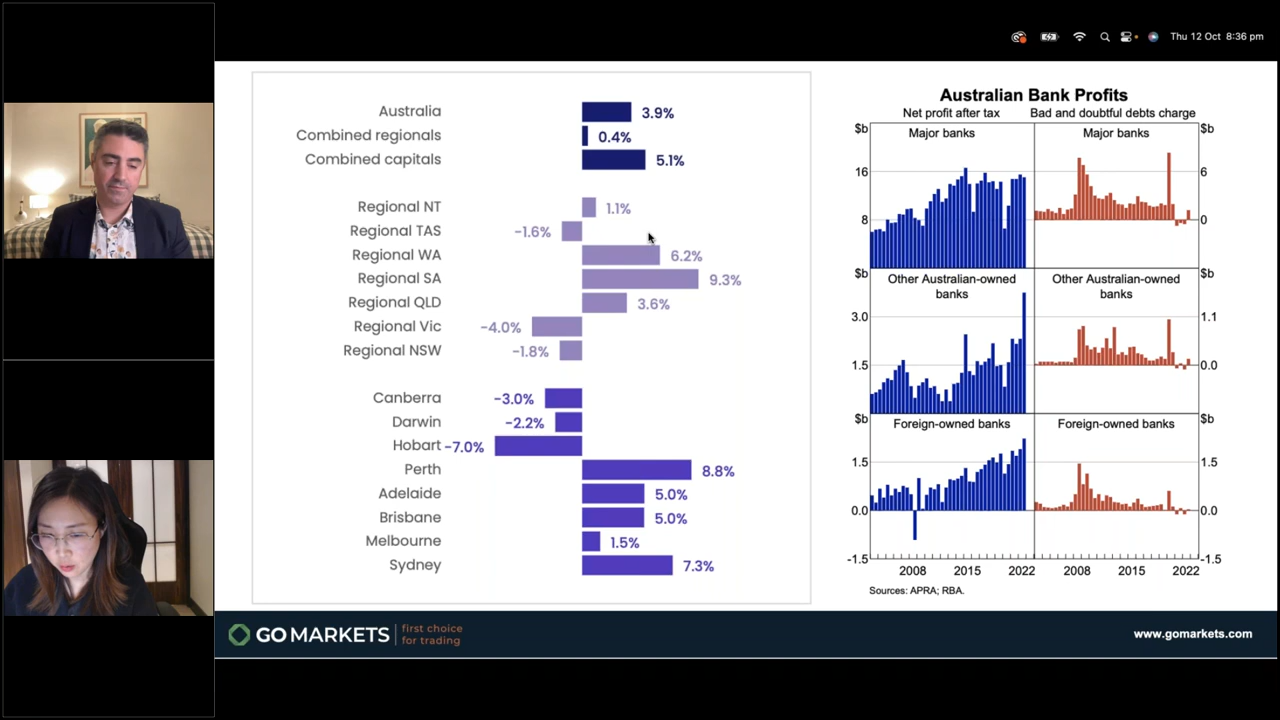 Thu 12 Oct 8:36 pm
Australia 3.9%
Combined regionals 0.4%
Combined capitals 5.1%
Regional NT 1.1%
Regional TAS -1.6%
Regional WA 6.2%
Regional SA 9.3%
Regional QLD 3.6%
Regional Vic -4.0%
Regional NSW -1.8%
Canberra -3.0%
Darwin -2.2%
Hobart -7.0%
Perth 8.8%
Adelaide 5.0%
Brisbane 5.0%
Melbourne 1.5%
Sydney 7.3%
Australian Bank Profits
Net profit after tax Bad and doubtful debts charge
$b Major banks Major banks $b
16 6
8 0
$b Other Australian-owned Other Australian-owned $b
banks banks
3.0 1.1
1.5 0.0
$b Foreign-owned banks Foreign-owned banks $b
1.5 1.5
0.0 0.0
-1.5 -1.5
2008 2015 2022 2008 2015 2022
Sources: APRA; RBA.
GO MARKETS first choice
for trading
www.gomarkets.com